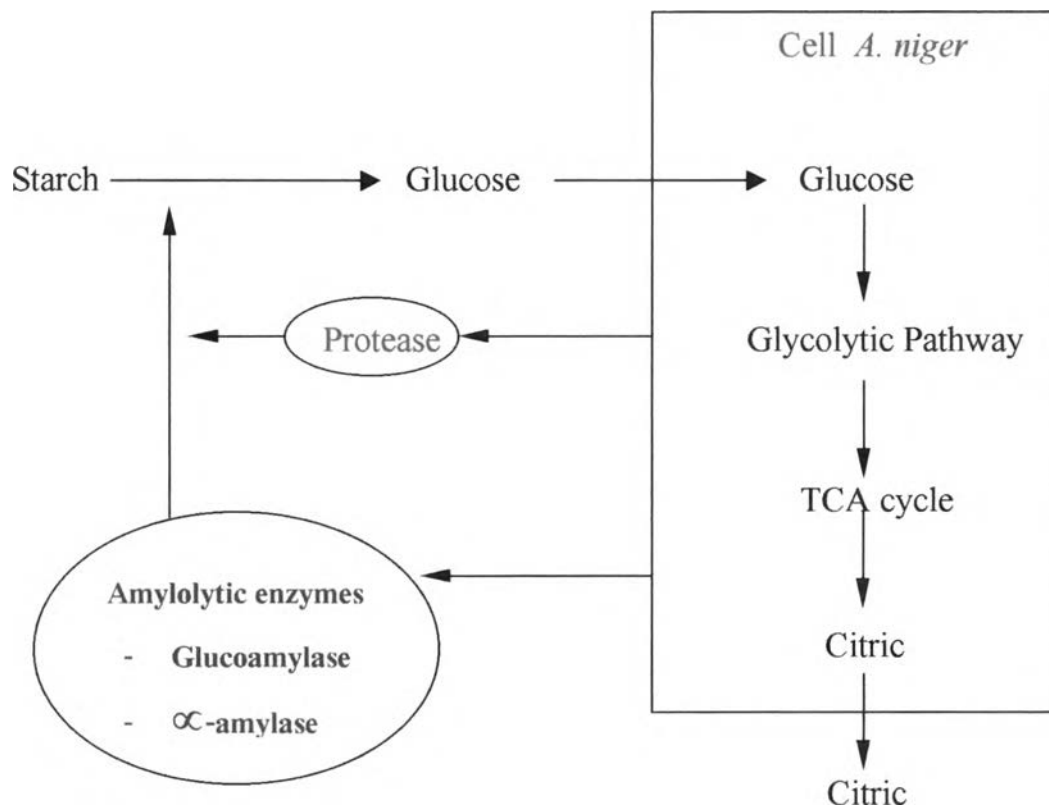 Cell A. niger
Starch
Glucose
Glucose
Protease
Glycolytic Pathway
TCA cycle
Amylolytic enzymes
- Glucoamylase
- ∝-amylase
Citric
Citric